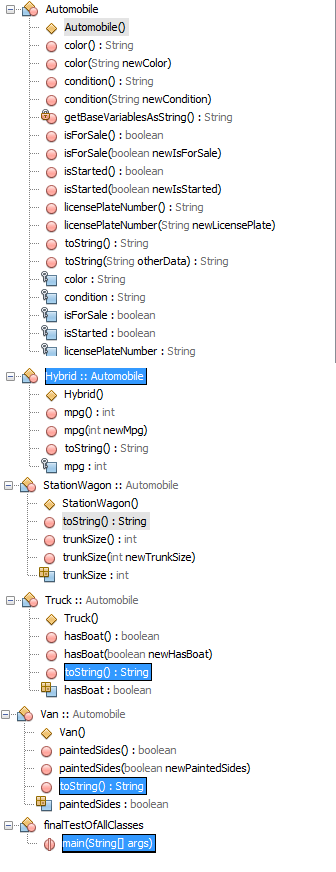 Automobile
Automobile()
color() : String
color(String newColor)
condition() : String
condition(String newCondition)
getBaseVariablesAsString() : String
isForSale() : boolean
isForSale(boolean newIsForSale)
isStarted() : boolean
isStarted(boolean newIsStarted)
licensePlateNumber() : String
licensePlateNumber(String newLicensePlate)
toString() : String
toString(String otherData) : String
color : String
condition : String
isForSale : boolean
isStarted : boolean
licensePlateNumber : String
Hybrid :: Automobile
Hybrid()
mpg() : int
mpg(int newMpg)
toString() : String
mpg : int
StationWagon :: Automobile
StationWagon()
toString() : String
trunkSize() : int
trunkSize(int newTrunkSize)
trunkSize : int
Truck :: Automobile
Truck()
hasBoat() : boolean
hasBoat(boolean newHasBoat)
toString() : String
hasBoat : boolean
Van :: Automobile
Van()
paintedSides() : boolean
paintedSides(boolean newPaintedSides)
toString() : String
paintedSides : boolean
finalTestOfAllClasses
main(String[] args)